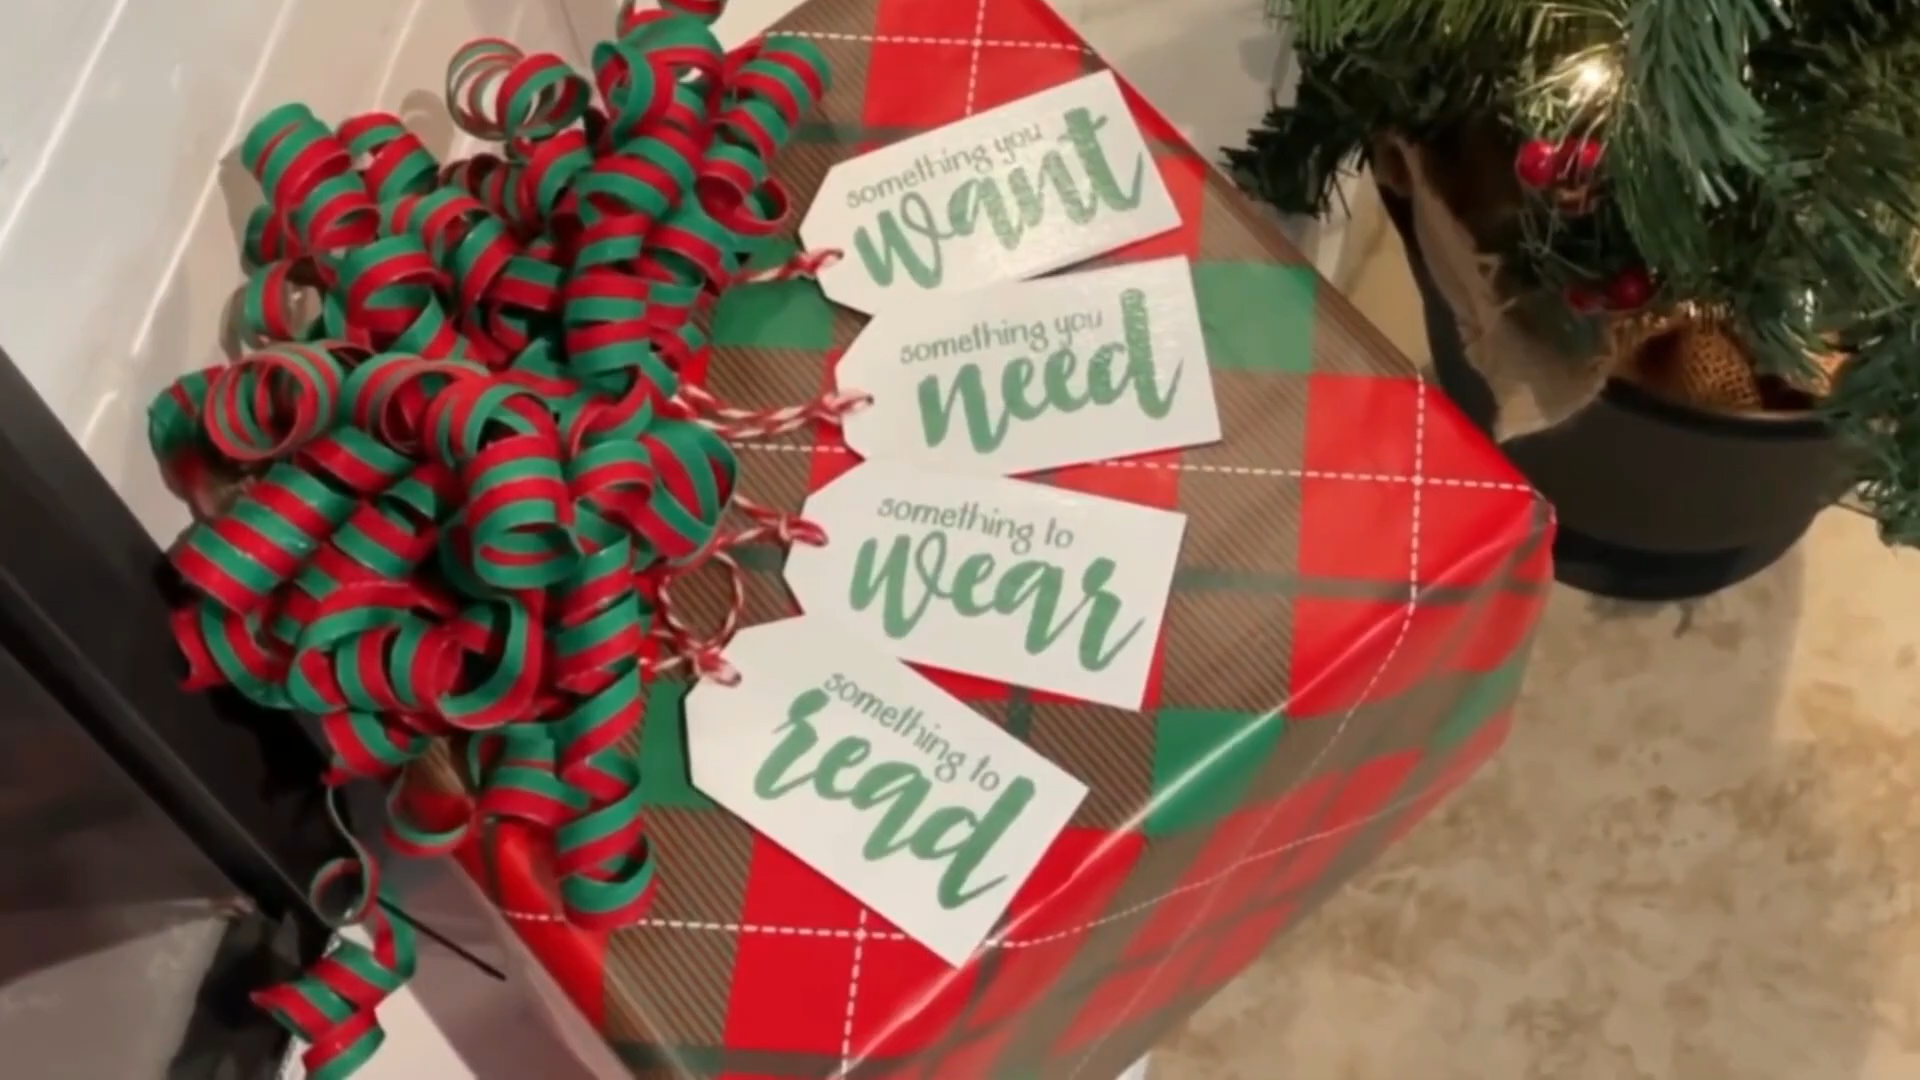 something you
want
something you
need
something to
wear
something to
read